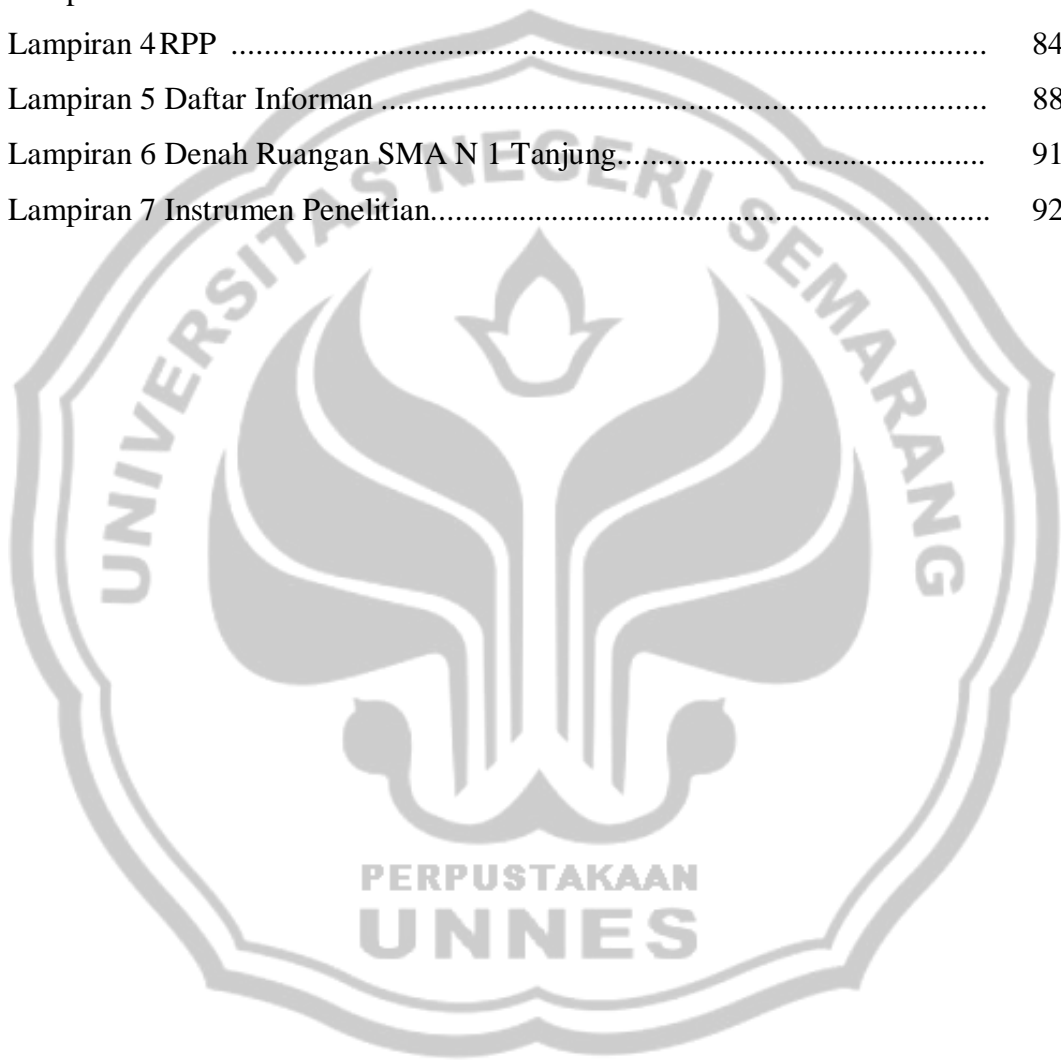 Lampiran 4 RPP ........................................................................................... 84
Lampiran 5 Daftar Informan ......................................................................... 88
Lampiran 6 Denah Ruangan SMA N 1 Tanjung............................................ 91
Lampiran 7 Instrumen Penelitian................................................................... 92
UNIVERSITAS NEGERI SEMARANG
PERPUSTAKAAN
UNNES